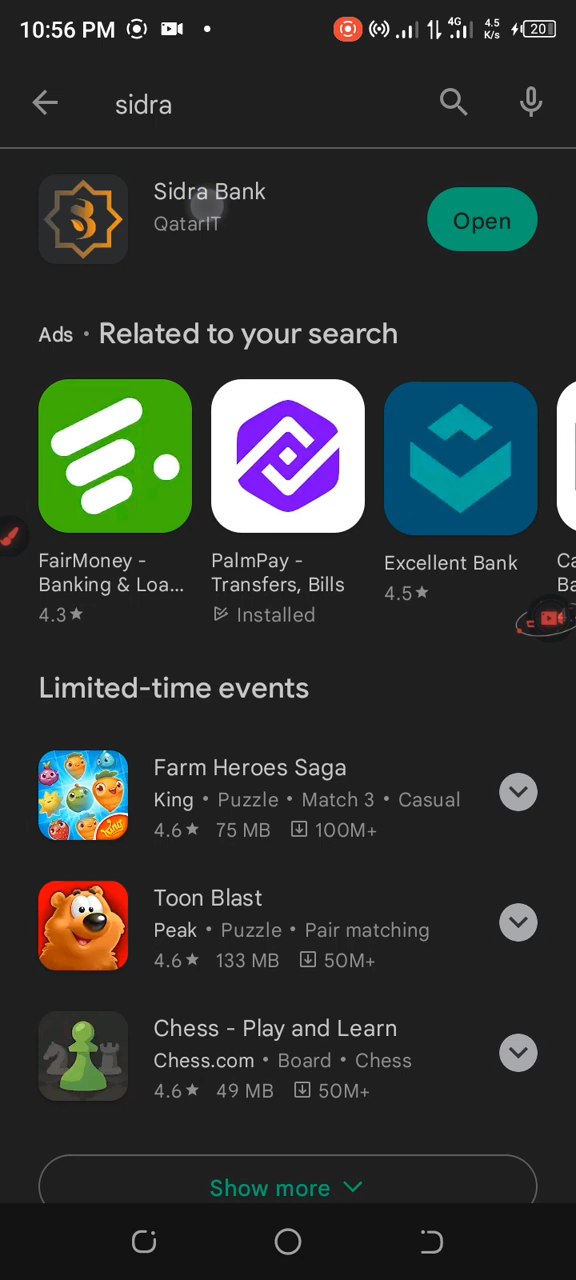 10:56 PM
4G
4.5
K/s
20
sidra
Sidra Bank
QatarIT
Open
Ads • Related to your search
FairMoney -
Banking & Loa...
4.3★
PalmPay -
Transfers, Bills
Installed
Excellent Bank
4.5★
Ca
Ba
Limited-time events
Farm Heroes Saga
King • Puzzle • Match 3 • Casual
4.6★ 75 MB 100M+
Toon Blast
Peak • Puzzle • Pair matching
4.6★ 133 MB 50M+
Chess - Play and Learn
Chess.com • Board • Chess
4.6★ 49 MB 50M+
Show more